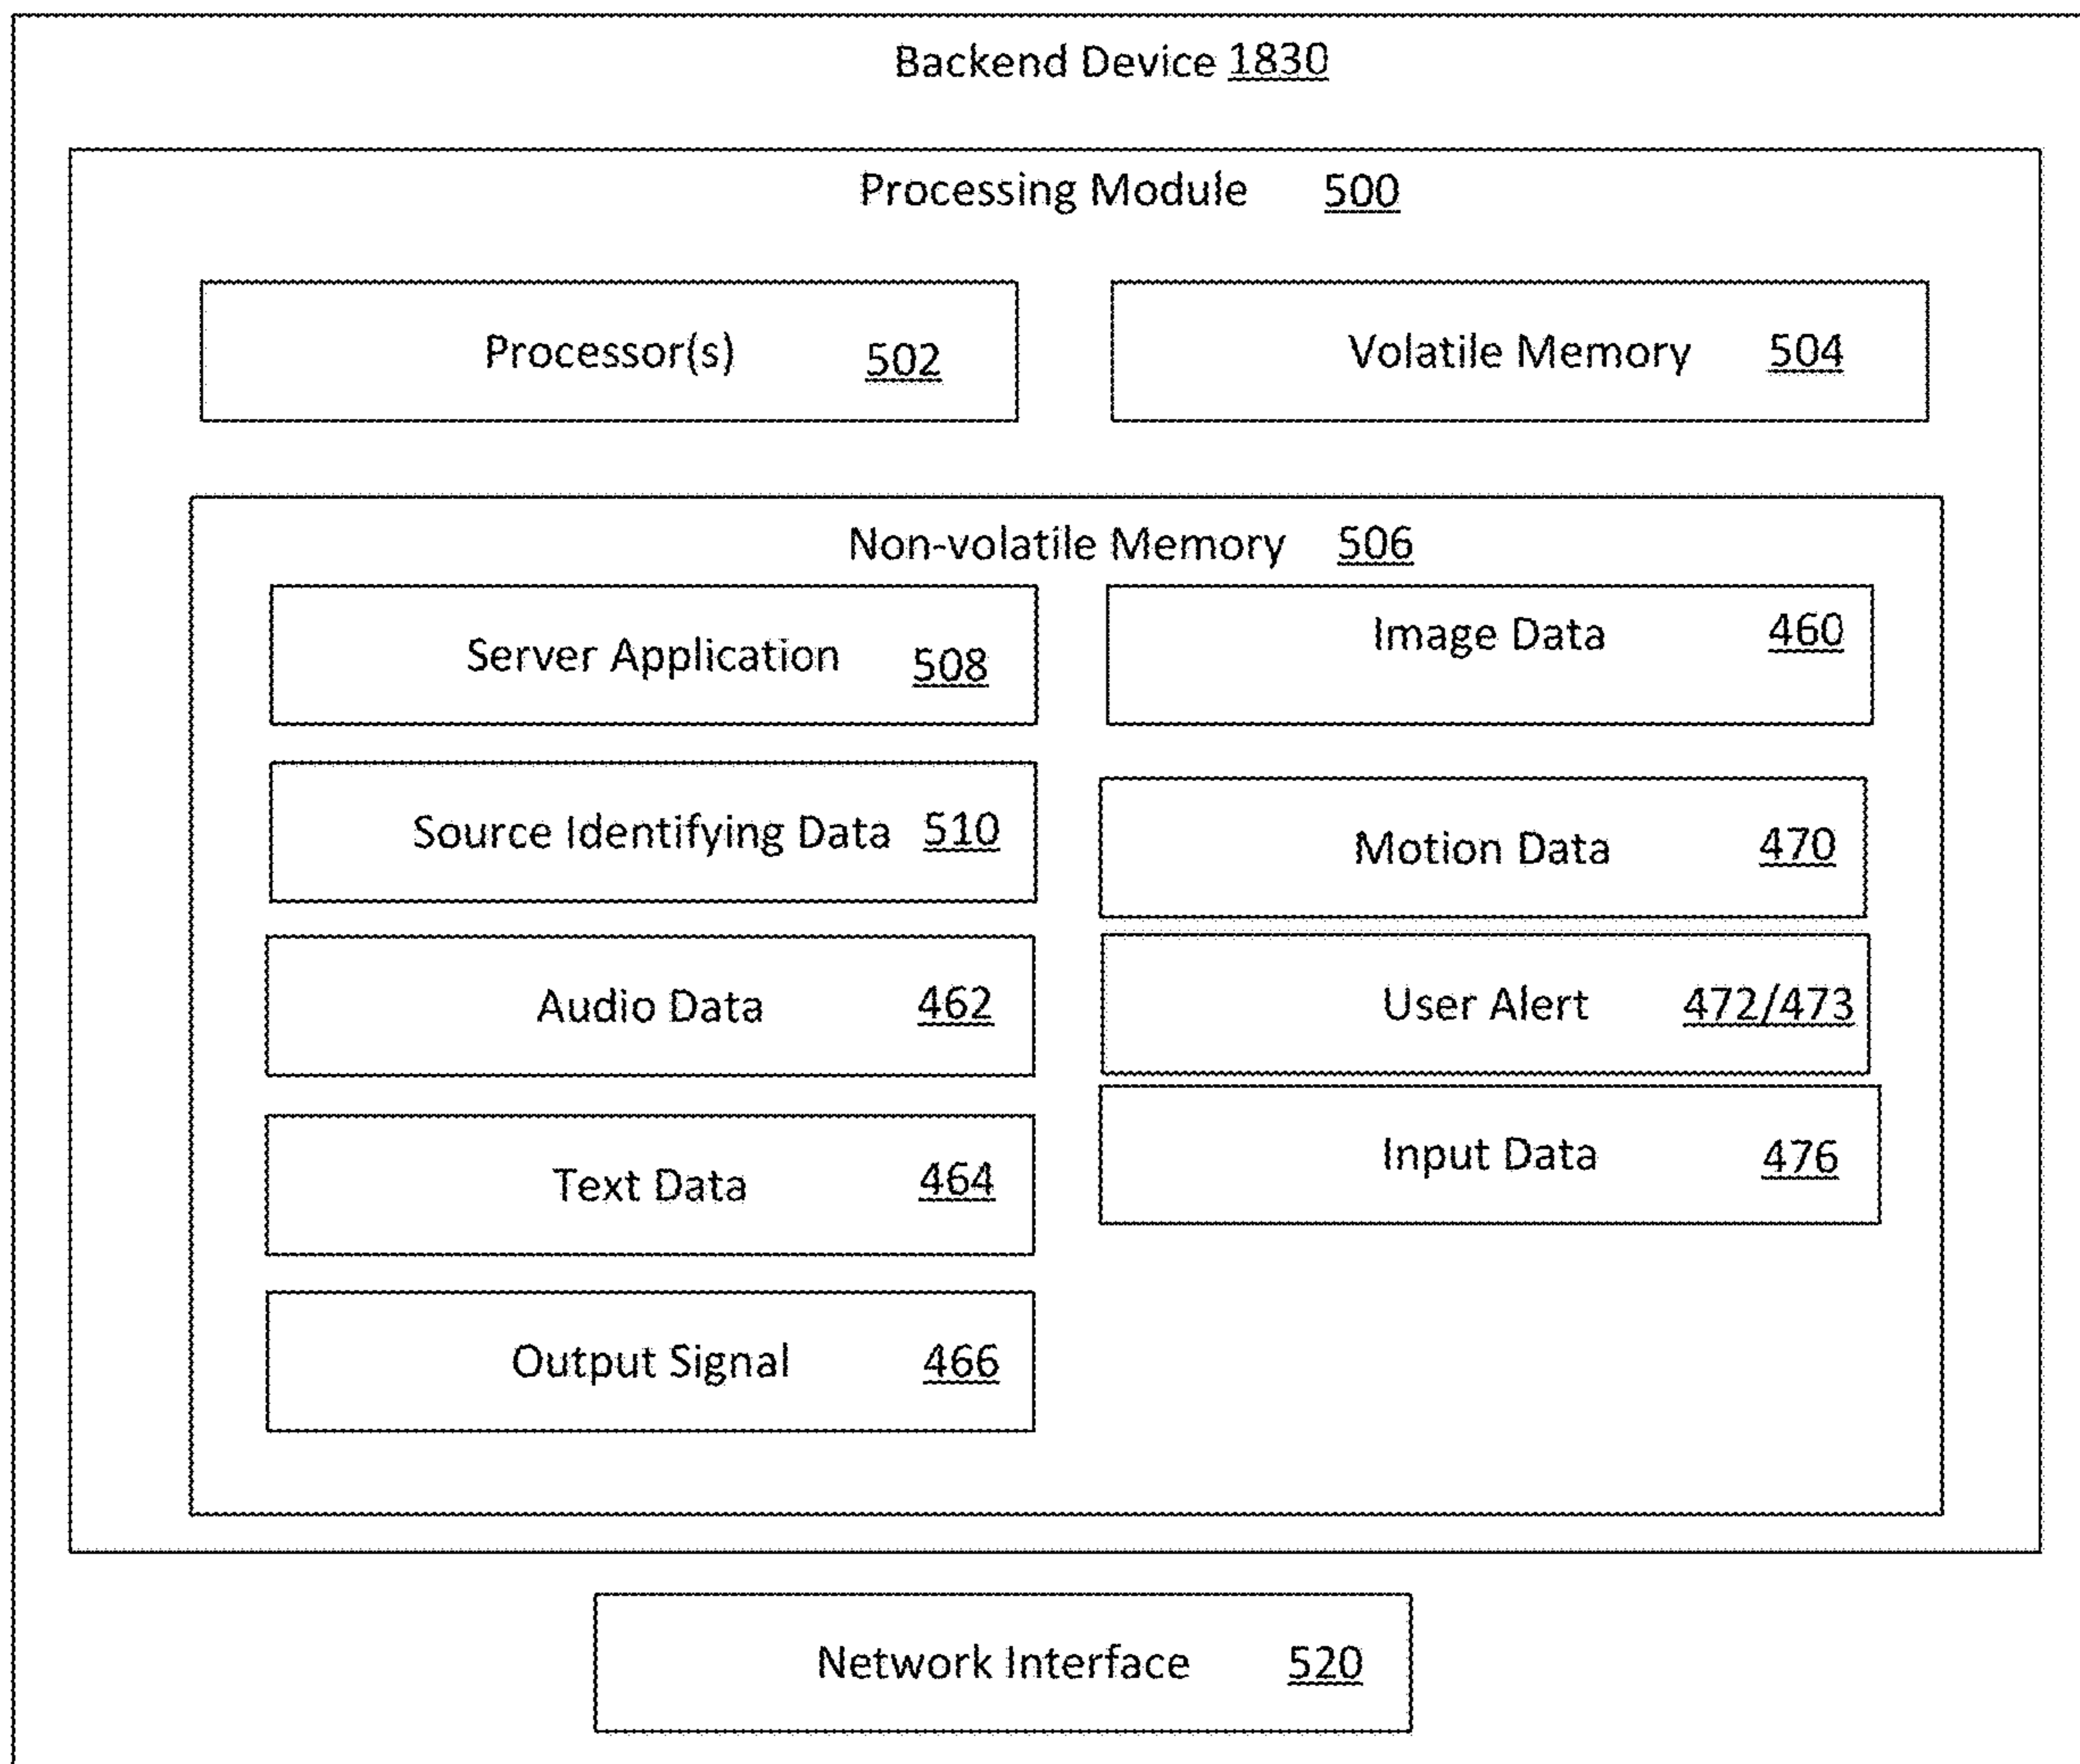 Backend Device 1830
Processing Module 500
Processor(s) 502
Volatile Memory 504
Non-volatile Memory 506
Server Application 508
Image Data 460
Source Identifying Data 510
Motion Data 470
Audio Data 462
User Alert 472/473
Text Data 464
Input Data 476
Output Signal 466
Network Interface 520